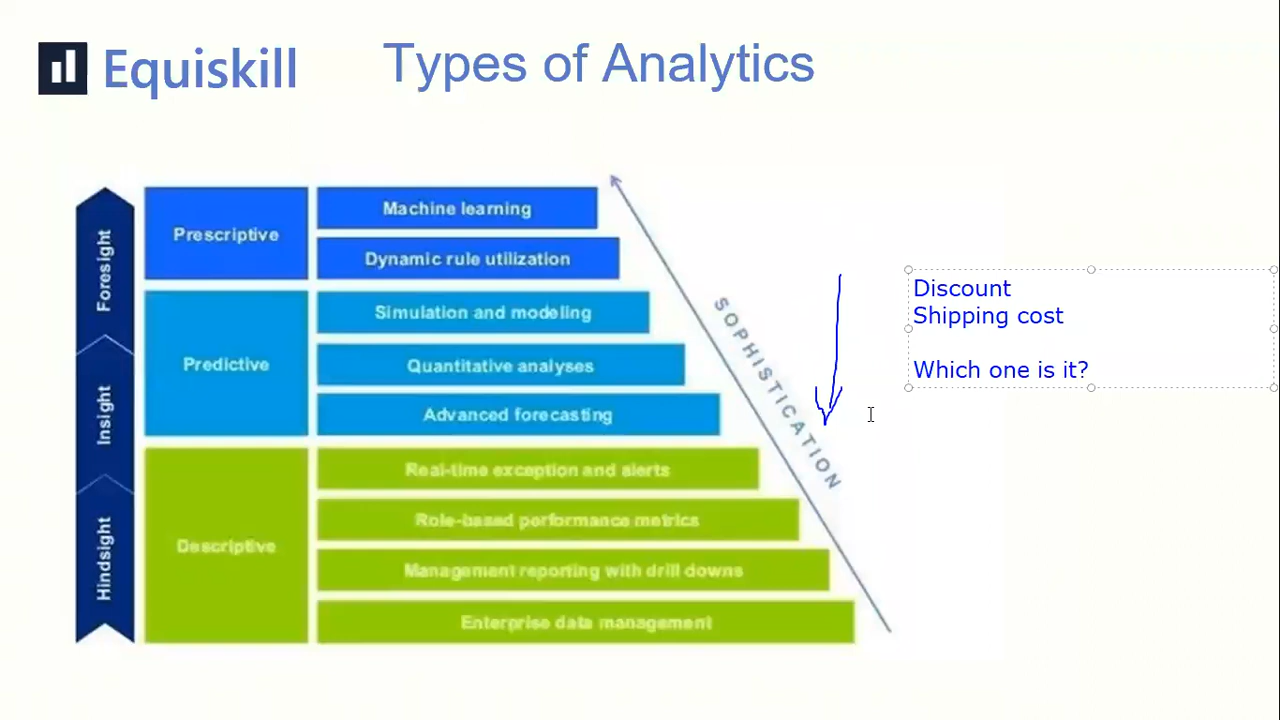 Equiskill
Types of Analytics
Foresight
Insight
Hindsight
Prescriptive
Machine learning
Dynamic rule utilization
Predictive
Simulation and modeling
Quantitative analyses
Advanced forecasting
Descriptive
Real-time exception and alerts
Role-based performance metrics
Management reporting with drill downs
Enterprise data management
SOPHISTICATION
Discount
Shipping cost
Which one is it?